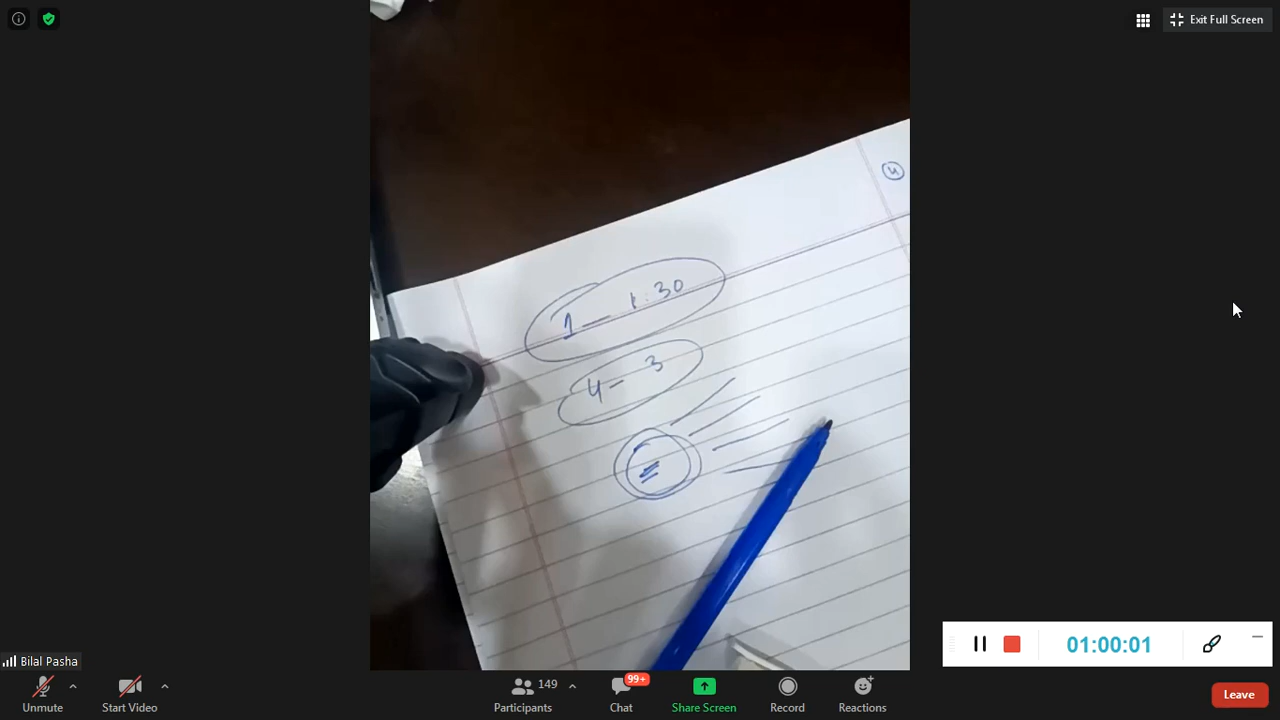 Exit Full Screen
4
1 — 1:30
4 — 3
01:00:01
Bilal Pasha
Unmute
Start Video
149
Participants
99+
Chat
Share Screen
Record
Reactions
Leave